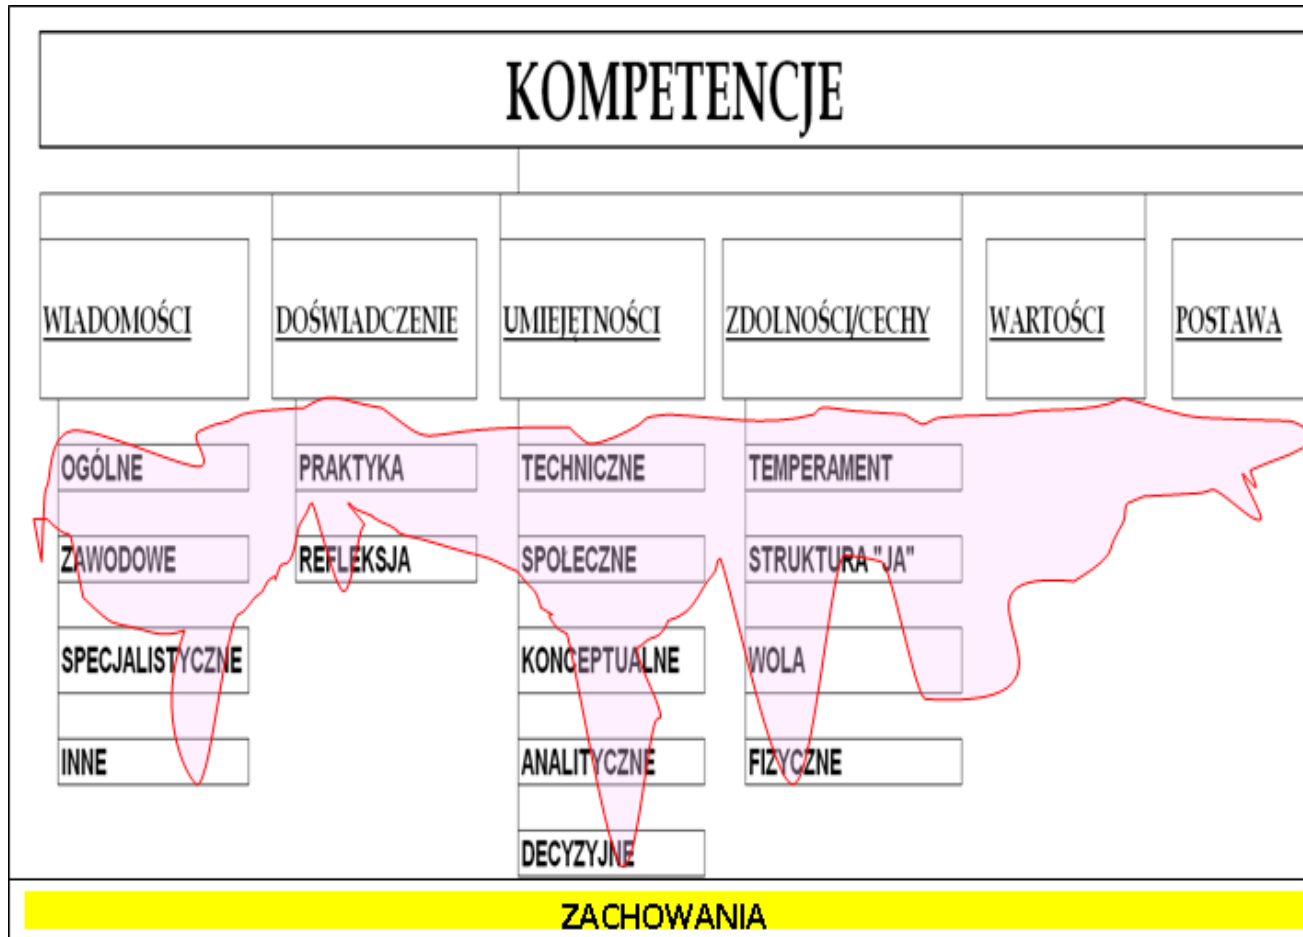 KOMPETENCJE
WIADOMOŚCI
DOŚWIADCZENIE
UMIEJĘTNOŚCI
ZDOLNOŚCI/CECHY
WARTOŚCI
POSTAWA
OGÓLNE
ZAWODOWE
SPECJALISTYCZNE
INNE
PRAKTYKA
REFLEKSJA
TECHNICZNE
SPOŁECZNE
KONCEPTUALNE
ANALITYCZNE
DECYZYJNE
TEMPERAMENT
STRUKTURA "JA"
WOLA
FIZYCZNE
ZACHOWANIA